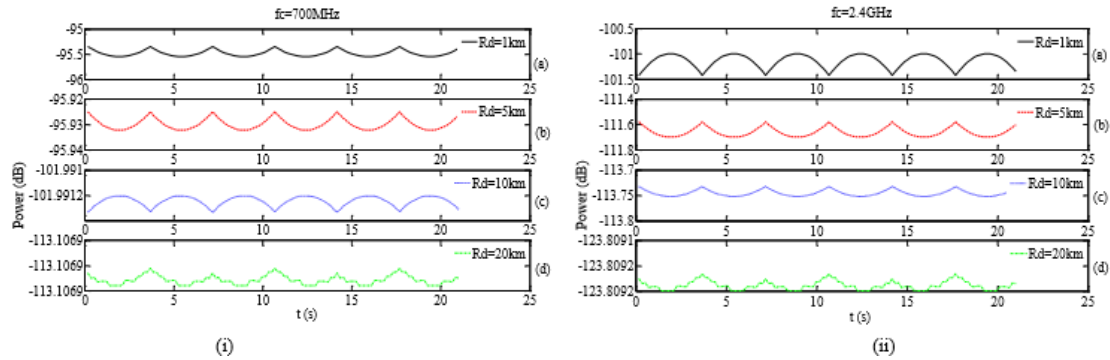 fc=700MHz
-95
-95.5
-96
Rd=1km
(a)
0 5 10 15 20 25
-95.92
-95.93
-95.94
Rd=5km
(b)
0 5 10 15 20 25
-101.991
-101.9912
Rd=10km
(c)
0 5 10 15 20 25
-113.1069
-113.1069
-113.1069
Rd=20km
(d)
0 5 10 15 20 25
Power (dB)
t (s)
(i)
fc=2.4GHz
-100.5
-101
-101.5
Rd=1km
(a)
0 5 10 15 20 25
-111.4
-111.6
-111.8
Rd=5km
(b)
0 5 10 15 20 25
-113.7
-113.75
-113.8
Rd=10km
(c)
0 5 10 15 20 25
-123.8091
-123.8092
-123.8092
Rd=20km
(d)
0 5 10 15 20 25
Power (dB)
t (s)
(ii)